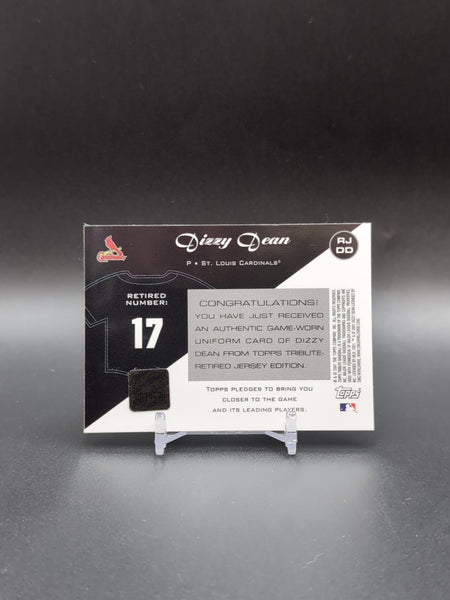 Dizzy Dean
P • St. Louis Cardinals®
RJ
DD
RETIRED
NUMBER:
17
CONGRATULATIONS!
YOU HAVE JUST RECEIVED
AN AUTHENTIC GAME-WORN
UNIFORM CARD OF DIZZY
DEAN FROM TOPPS TRIBUTE-
RETIRED JERSEY EDITION.
TOPPS PLEDGES TO BRING YOU
CLOSER TO THE GAME
AND ITS LEADING PLAYERS.
Cardinals
Topps